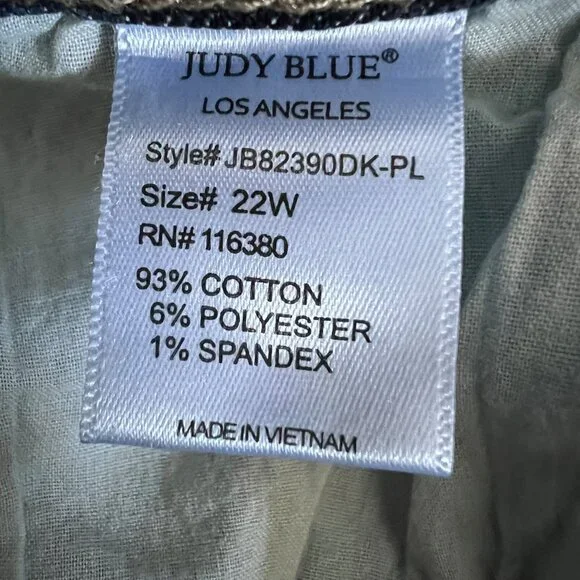 JUDY BLUE®
LOS ANGELES
Style# JB82390DK-PL
Size# 22W
RN# 116380
93% COTTON
6% POLYESTER
1% SPANDEX
MADE IN VIETNAM